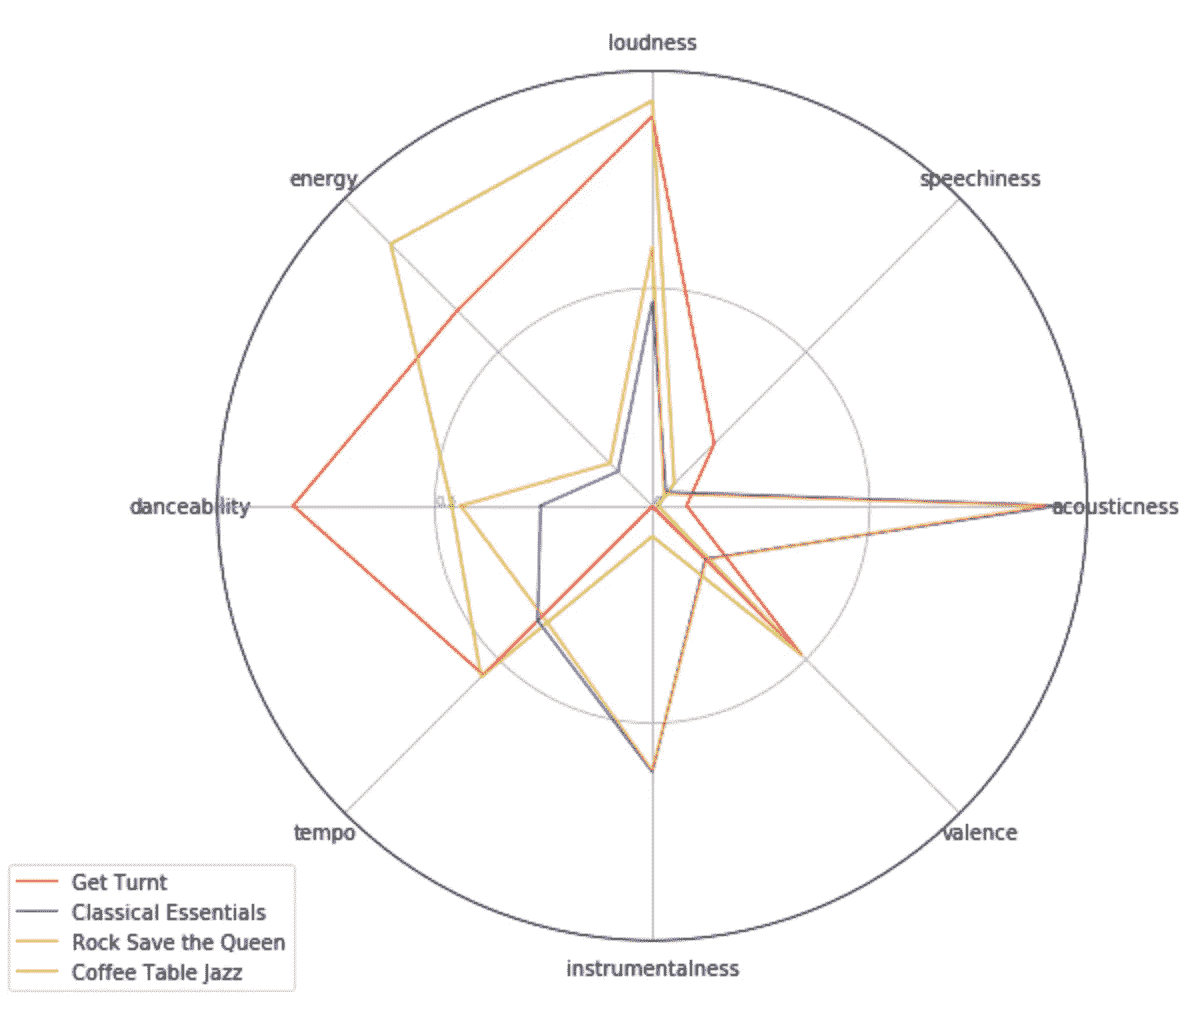 loudness
energy
speechiness
danceability
acousticness
tempo
valence
instrumentalness
Get Turnt
Classical Essentials
Rock Save the Queen
Coffee Table Jazz